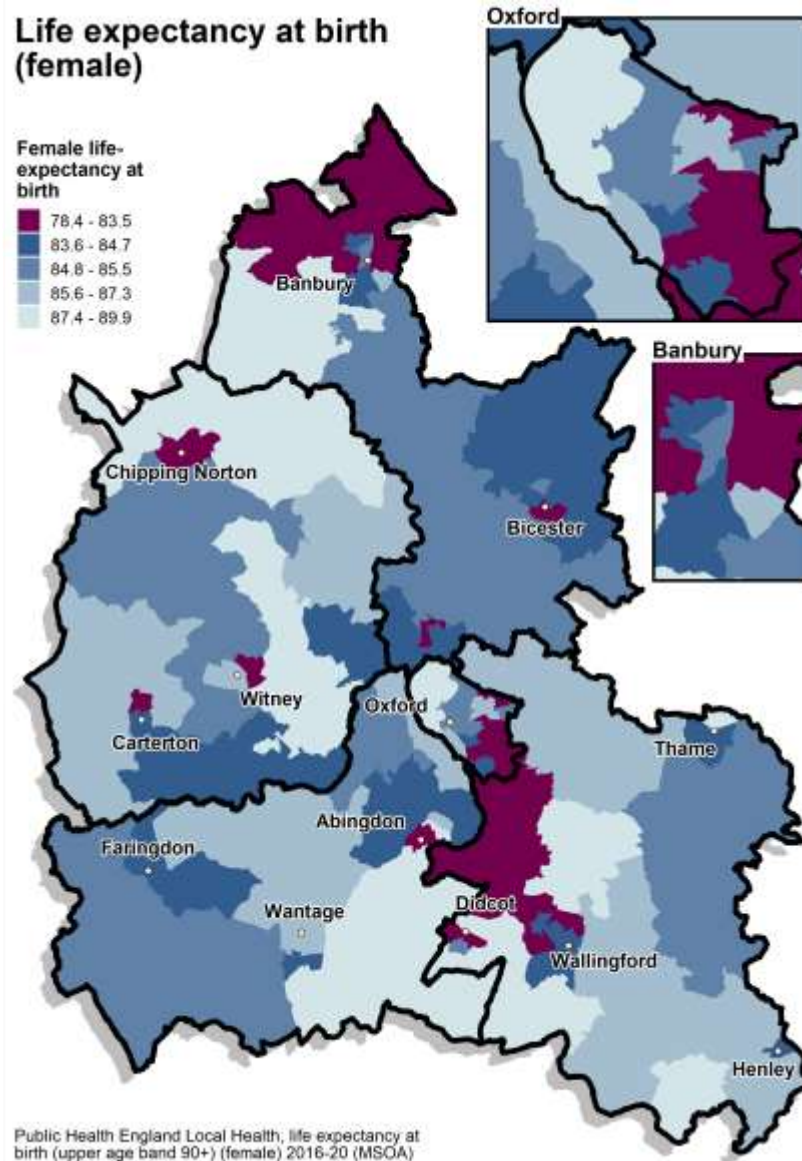 Life expectancy at birth
(female)
Female life-
expectancy at
birth
78.4 - 83.5
83.6 - 84.7
84.8 - 85.5
85.6 - 87.3
87.4 - 89.9
Oxford
Banbury
Banbury
Chipping Norton
Bicester
Witney
Oxford
Carterton
Thame
Abingdon
Faringdon
Didcot
Wantage
Wallingford
Henley
Public Health England Local Health, life expectancy at
birth (upper age band 90+) (female) 2016-20 (MSOA)